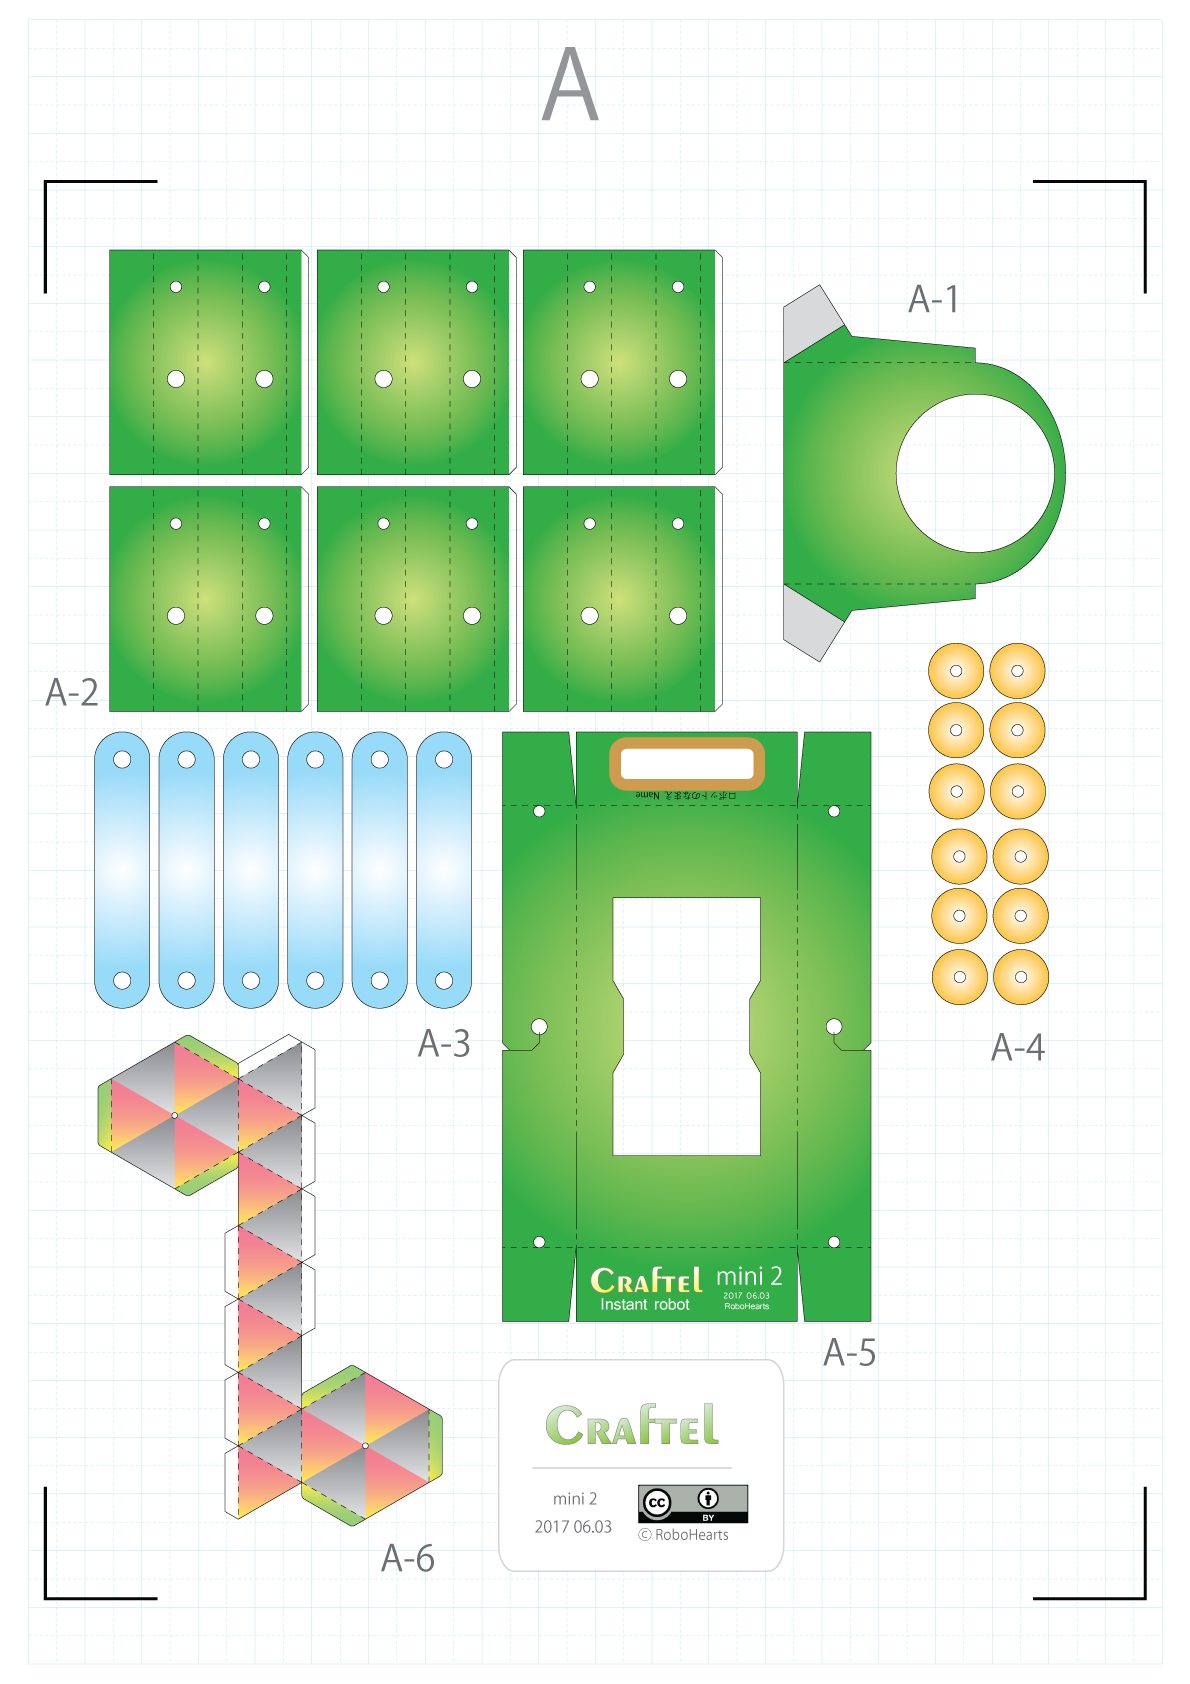 A
A-1
A-2
A-3
A-4
ロボットのなまえ Name
CRAFTEL mini 2
Instant robot
2017 06.03
RoboHearts
A-5
CRAFTEL
mini 2
2017 06.03
cc
BY
© RoboHearts
A-6